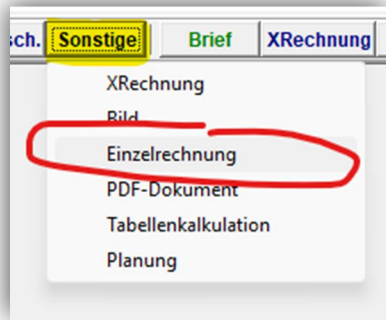 sch. Sonstige Brief XRechnung
XRechnung
Bild
Einzelrechnung
PDF-Dokument
Tabellenkalkulation
Planung